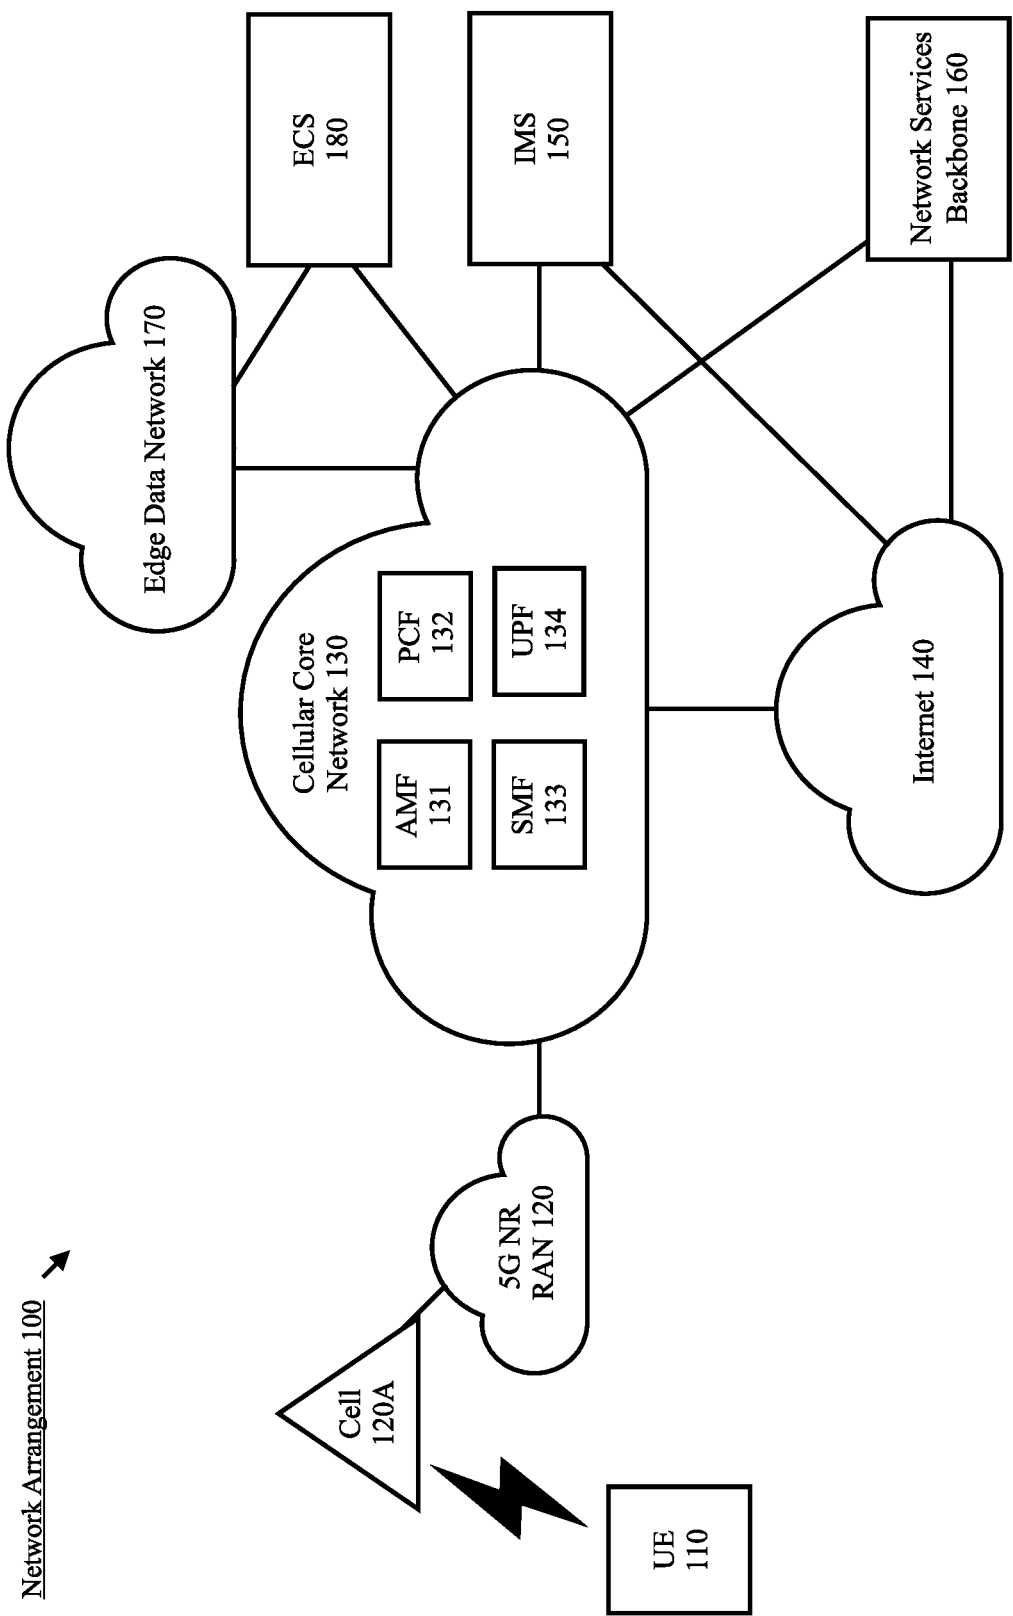 Network Arrangement 100
Edge Data Network 170
ECS
180
Cellular Core
Network 130
AMF
131
PCF
132
SMF
133
UPF
134
IMS
150
Cell
120A
5G NR
RAN 120
UE
110
Internet 140
Network Services
Backbone 160